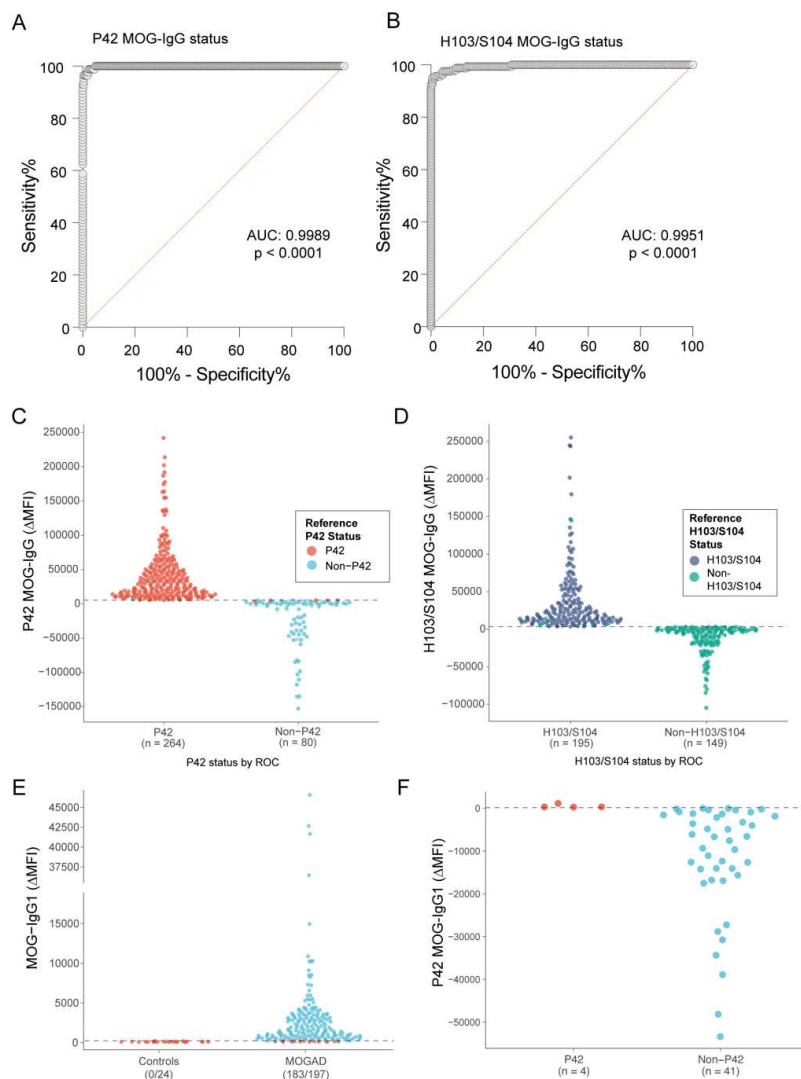 A
P42 MOG-IgG status
100
80
60
40
20
0
Sensitivity%
AUC: 0.9989
p < 0.0001
0 20 40 60 80 100
100% - Specificity%
B
H103/S104 MOG-IgG status
100
80
60
40
20
0
Sensitivity%
AUC: 0.9951
p < 0.0001
0 20 40 60 80 100
100% - Specificity%
C
250000
200000
150000
100000
50000
0
−50000
−100000
−150000
P42 MOG-IgG (ΔMFI)
Reference
P42 Status
P42
Non−P42
P42
(n = 264)
Non−P42
(n = 80)
P42 status by ROC
D
250000
200000
150000
100000
50000
0
−50000
−100000
H103/S104 MOG-IgG (ΔMFI)
Reference
H103/S104
Status
H103/S104
Non-
H103/S104
H103/S104
(n = 195)
Non−H103/S104
(n = 149)
H103/S104 status by ROC
E
45000
42500
40000
37500
15000
10000
5000
0
MOG−IgG1 (ΔMFI)
Controls
(0/24)
MOGAD
(183/197)
F
0
−10000
−20000
−30000
−40000
−50000
P42 MOG-IgG1 (ΔMFI)
P42
(n = 4)
Non−P42
(n = 41)